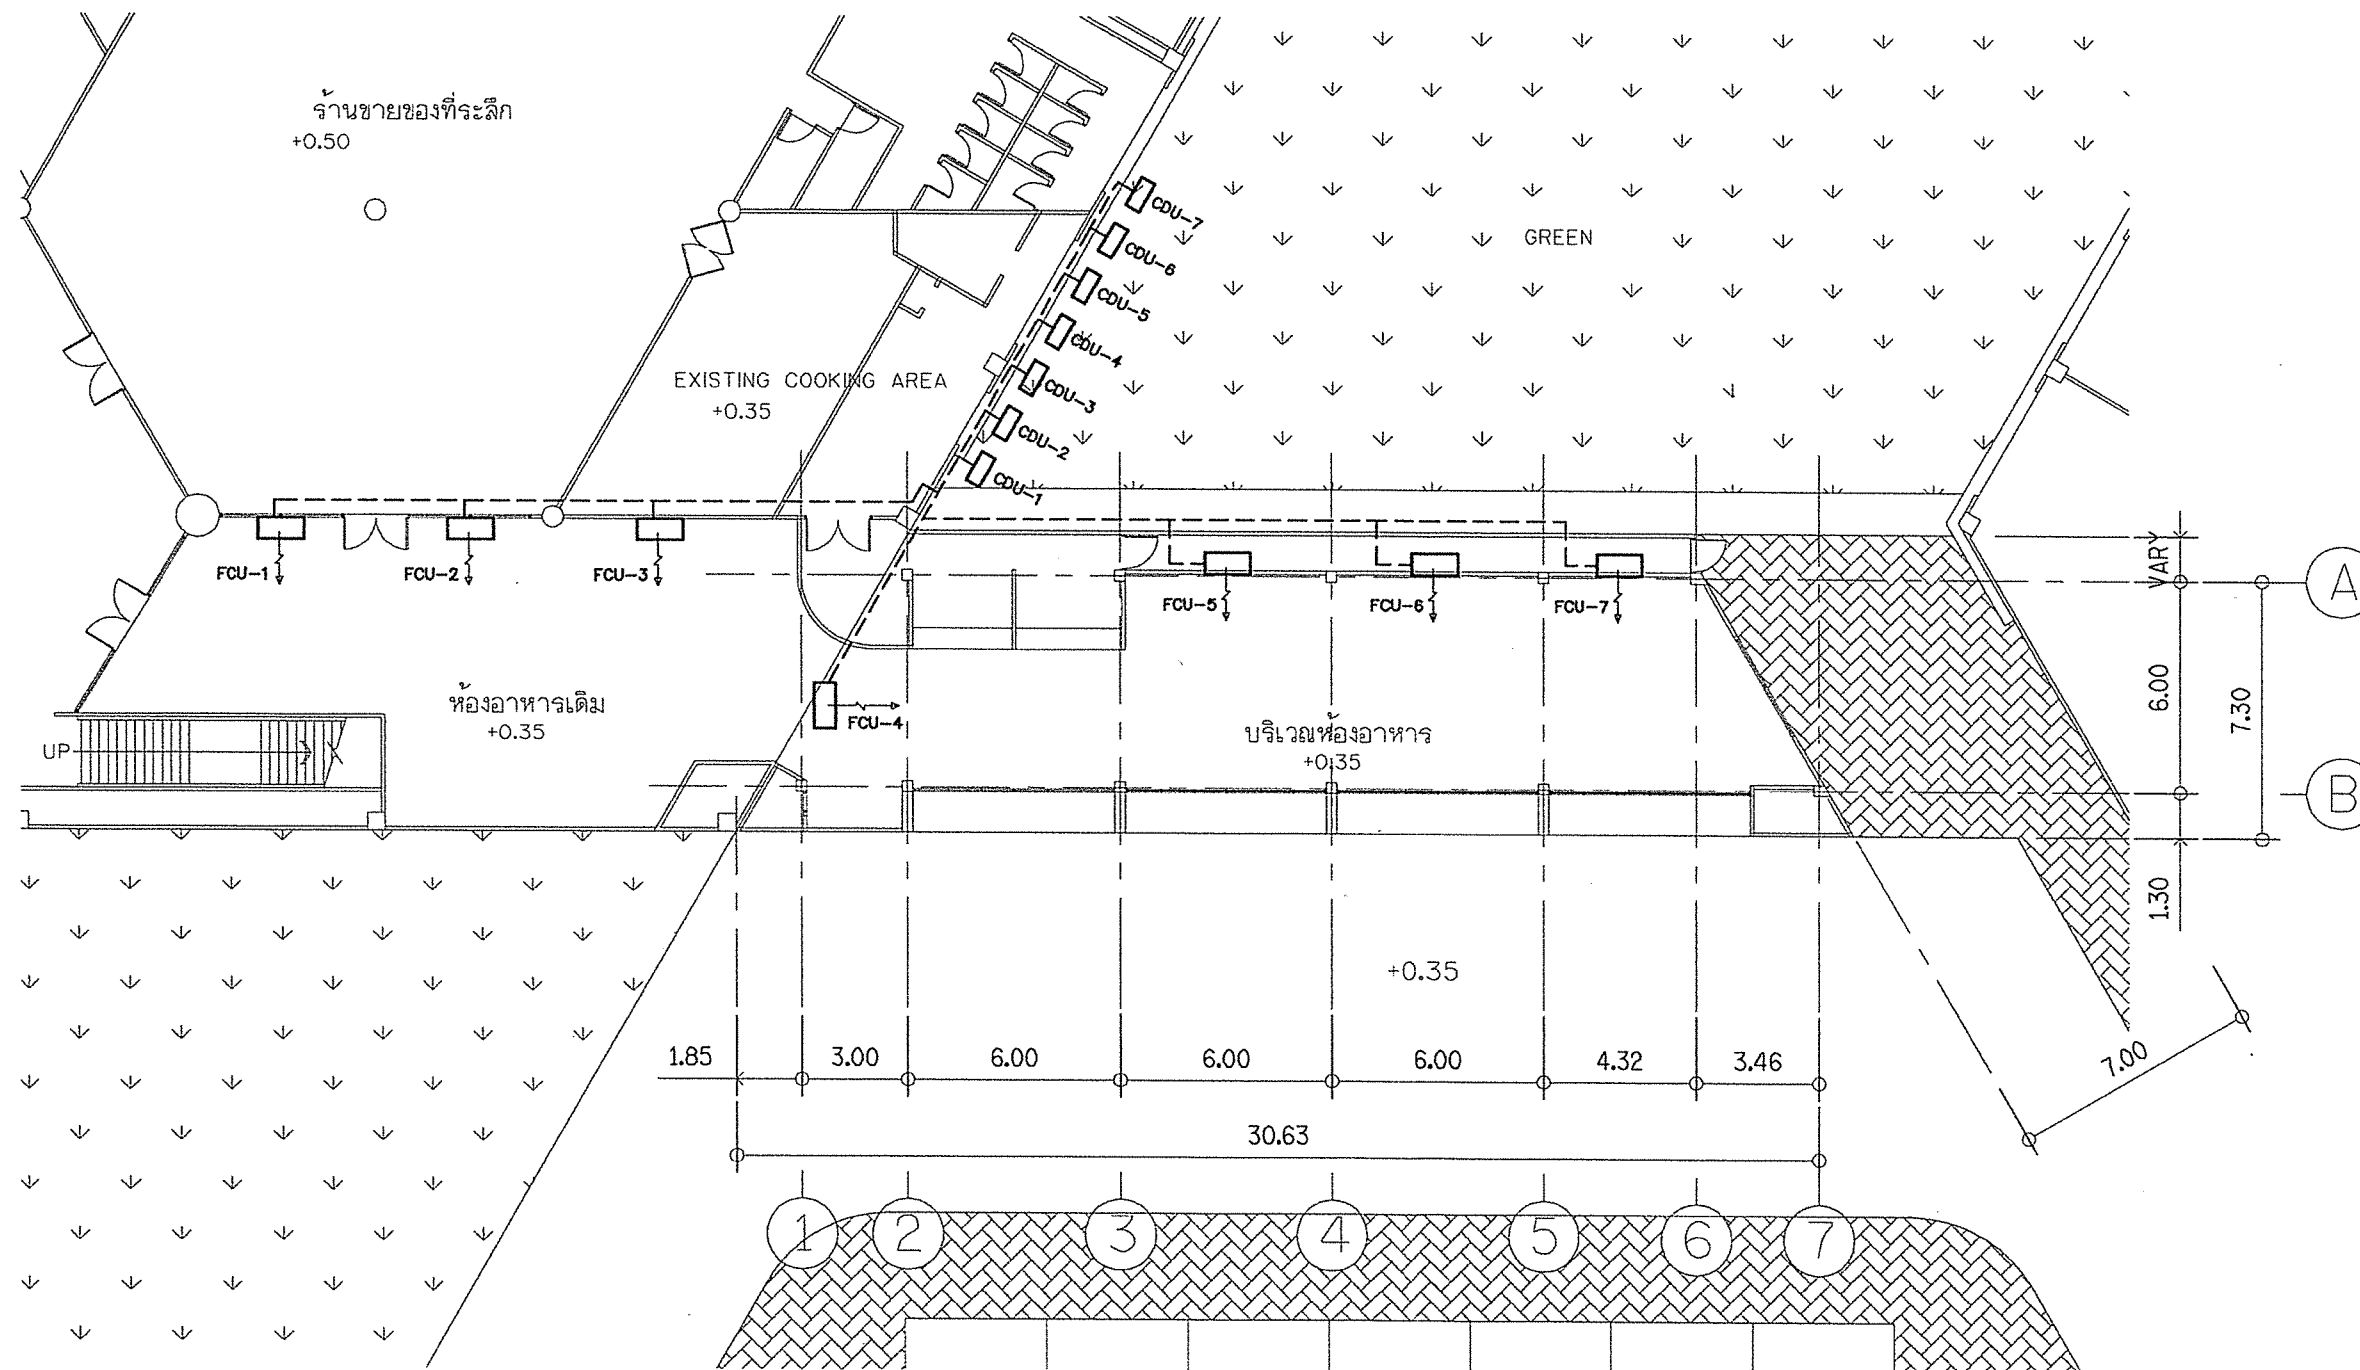 ร้านขายของที่ระลึก
+0.50
GREEN
CDU-7
CDU-6
CDU-5
CDU-4
CDU-3
CDU-2
CDU-1
EXISTING COOKING AREA
+0.35
FCU-1
FCU-2
FCU-3
FCU-5
FCU-6
FCU-7
VARY
A
6.00
7.30
ห้องอาหารเดิม
+0.35
FCU-4
UP
บริเวณห้องอาหาร
+0.35
B
1.30
+0.35
1.85
3.00
6.00
6.00
6.00
4.32
3.46
7.00
30.63
1
2
3
4
5
6
7